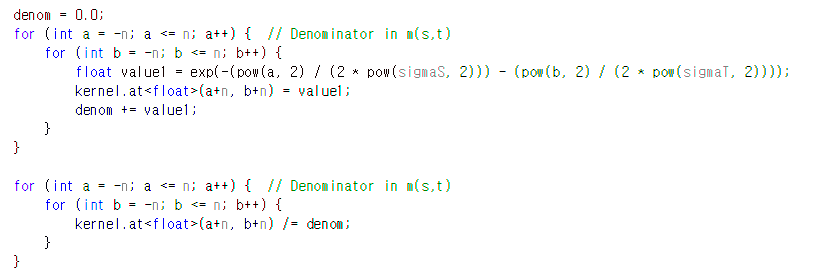 denom = 0.0;
for (int a = -n; a <= n; a++) {  // Denominator in m(s,t)
    for (int b = -n; b <= n; b++) {
        float value1 = exp(-(pow(a, 2) / (2 * pow(sigmaS, 2))) - (pow(b, 2) / (2 * pow(sigmaT, 2))));
        kernel.at<float>(a+n, b+n) = value1;
        denom += value1;
    }
}
for (int a = -n; a <= n; a++) {  // Denominator in m(s,t)
    for (int b = -n; b <= n; b++) {
        kernel.at<float>(a+n, b+n) /= denom;
    }
}